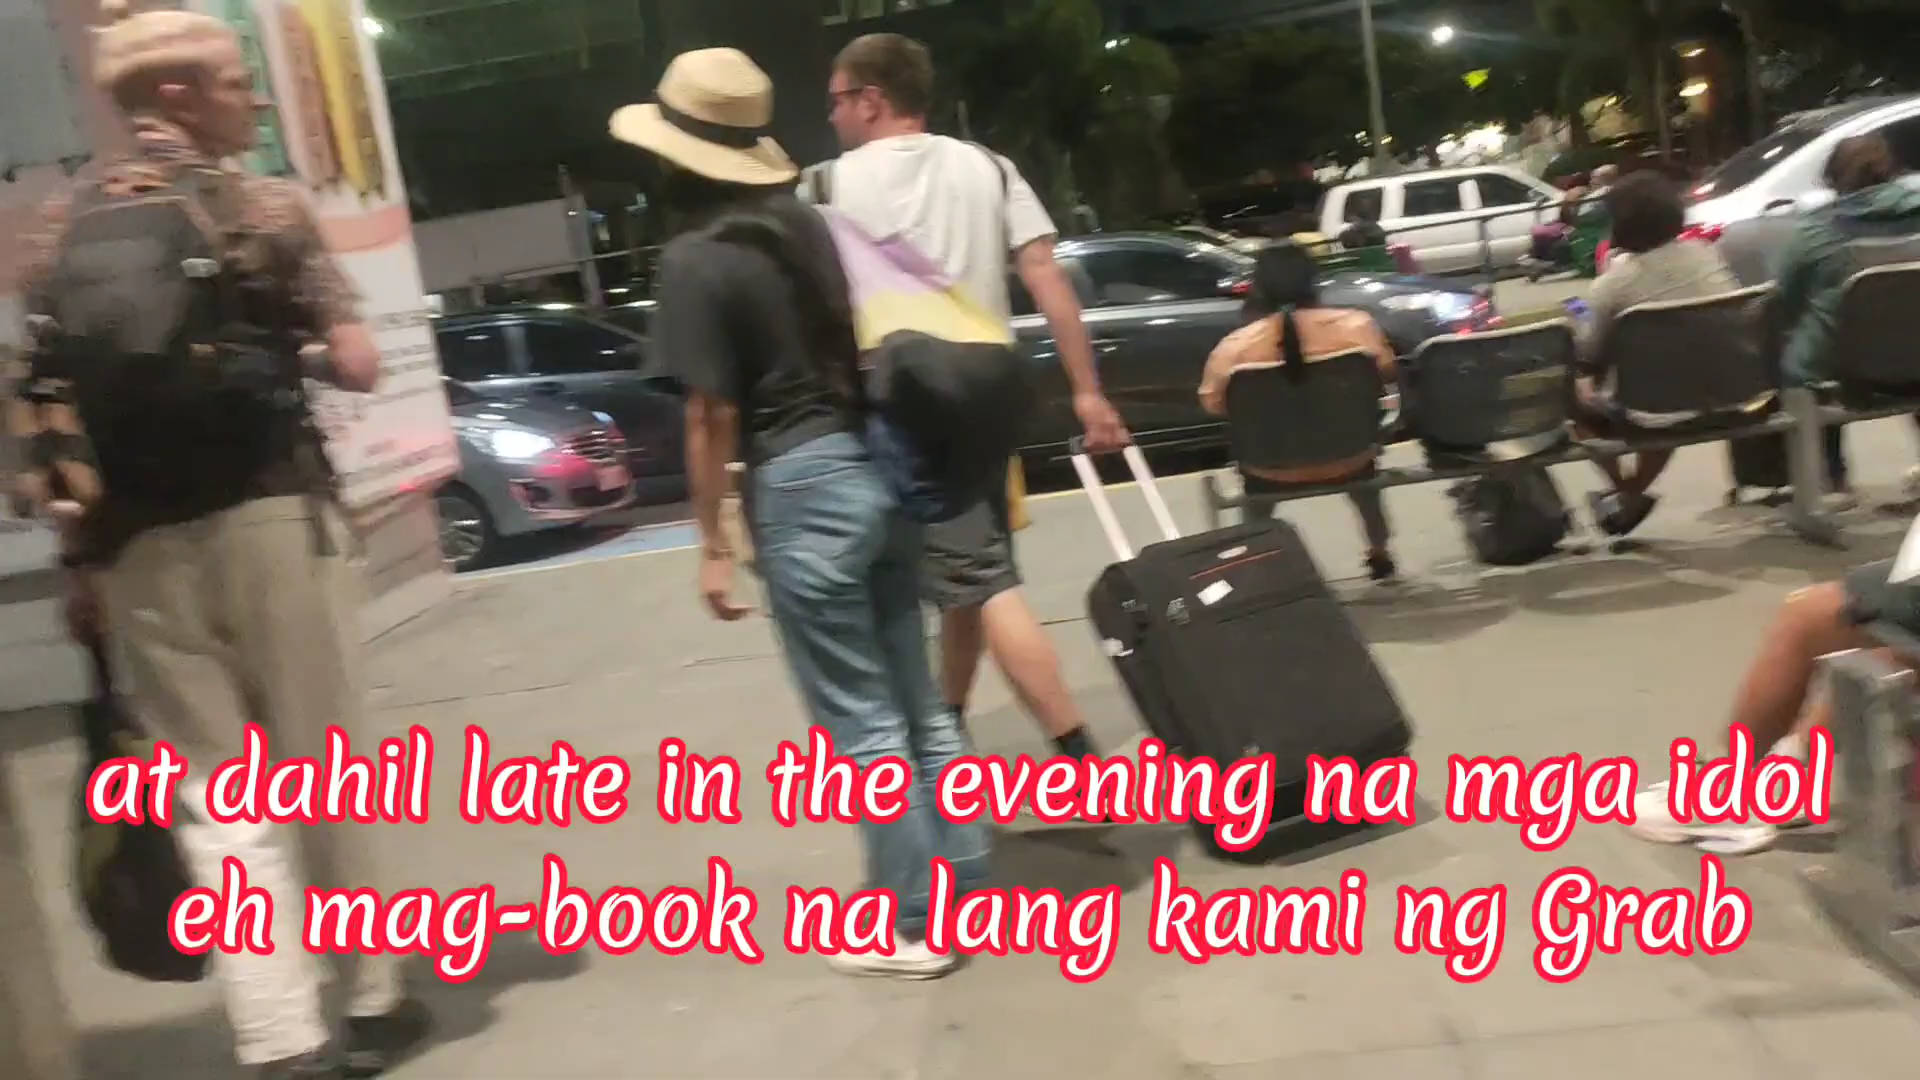 at dahil late in the evening na mga idol
eh mag-book na lang kami ng Grab